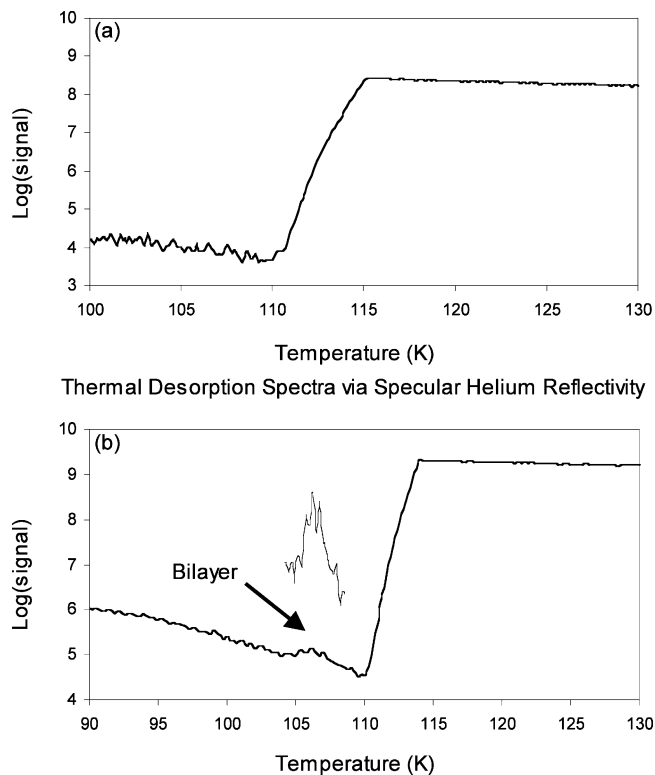 (a)
10
9
8
7
6
5
4
3
Log(signal)
100 105 110 115 120 125 130
Temperature (K)
Thermal Desorption Spectra via Specular Helium Reflectivity
(b)
10
9
8
7
6
5
4
Log(signal)
Bilayer
90 95 100 105 110 115 120 125 130
Temperature (K)